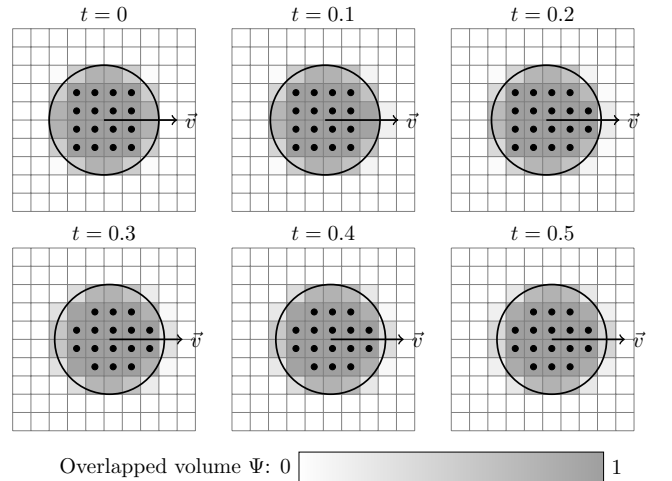 t = 0 t = 0.1 t = 0.2
v⃗ v⃗ v⃗
t = 0.3 t = 0.4 t = 0.5
v⃗ v⃗ v⃗
Overlapped volume Ψ: 0 1